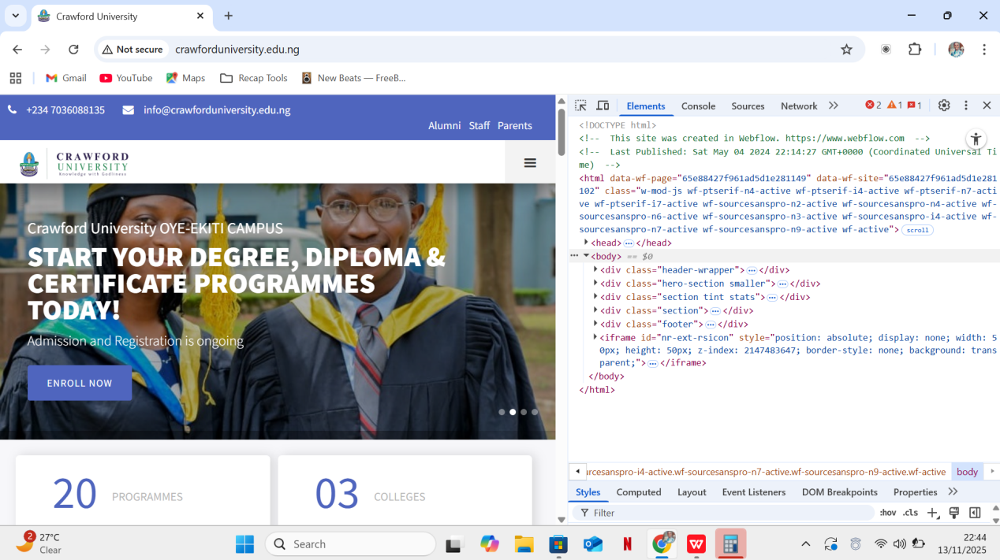 Crawford University
Not secure
crawforduniversity.edu.ng
Gmail
YouTube
Maps
Recap Tools
New Beats — FreeB...
+234 7036088135
info@crawforduniversity.edu.ng
Alumni Staff Parents
CRAWFORD
UNIVERSITY
Knowledge with Godliness
Crawford University OYE-EKITI CAMPUS
START YOUR DEGREE, DIPLOMA &
CERTIFICATE PROGRAMMES
TODAY!
Admission and Registration is ongoing
ENROLL NOW
20 PROGRAMMES
03 COLLEGES
Elements Console Sources Network 2 1 1
<!DOCTYPE html>
<!-- This site was created in Webflow. https://www.webflow.com -->
<!-- Last Published: Sat May 04 2024 22:14:27 GMT+0000 (Coordinated Universal Ti
me) -->
<html data-wf-page="65e88427f961ad5d1e281149" data-wf-site="65e88427f961ad5d1e281
102" class="w-mod-js wf-ptserif-n4-active wf-ptserif-i4-active wf-ptserif-n7-acti
ve wf-ptserif-i7-active wf-sourcesanspro-n2-active wf-sourcesanspro-n4-active wf-
sourcesanspro-n6-active wf-sourcesanspro-n3-active wf-sourcesanspro-i4-active wf-
sourcesanspro-n7-active wf-sourcesanspro-n9-active wf-active"> scroll
<head> … </head>
… <body> == $0
<div class="header-wrapper"> … </div>
<div class="hero-section smaller"> … </div>
<div class="section tint stats"> … </div>
<div class="section"> … </div>
<div class="footer"> … </div>
<iframe id="nr-ext-rsicon" style="position: absolute; display: none; width: 5
0px; height: 50px; z-index: 2147483647; border-style: none; background: trans
parent;"> … </iframe>
</body>
</html>
urcesanspro-i4-active.wf-sourcesanspro-n7-active.wf-sourcesanspro-n9-active.wf-active body
Styles Computed Layout Event Listeners DOM Breakpoints Properties
Filter :hov .cls
2 27°C
Clear
Search
22:44
13/11/2025